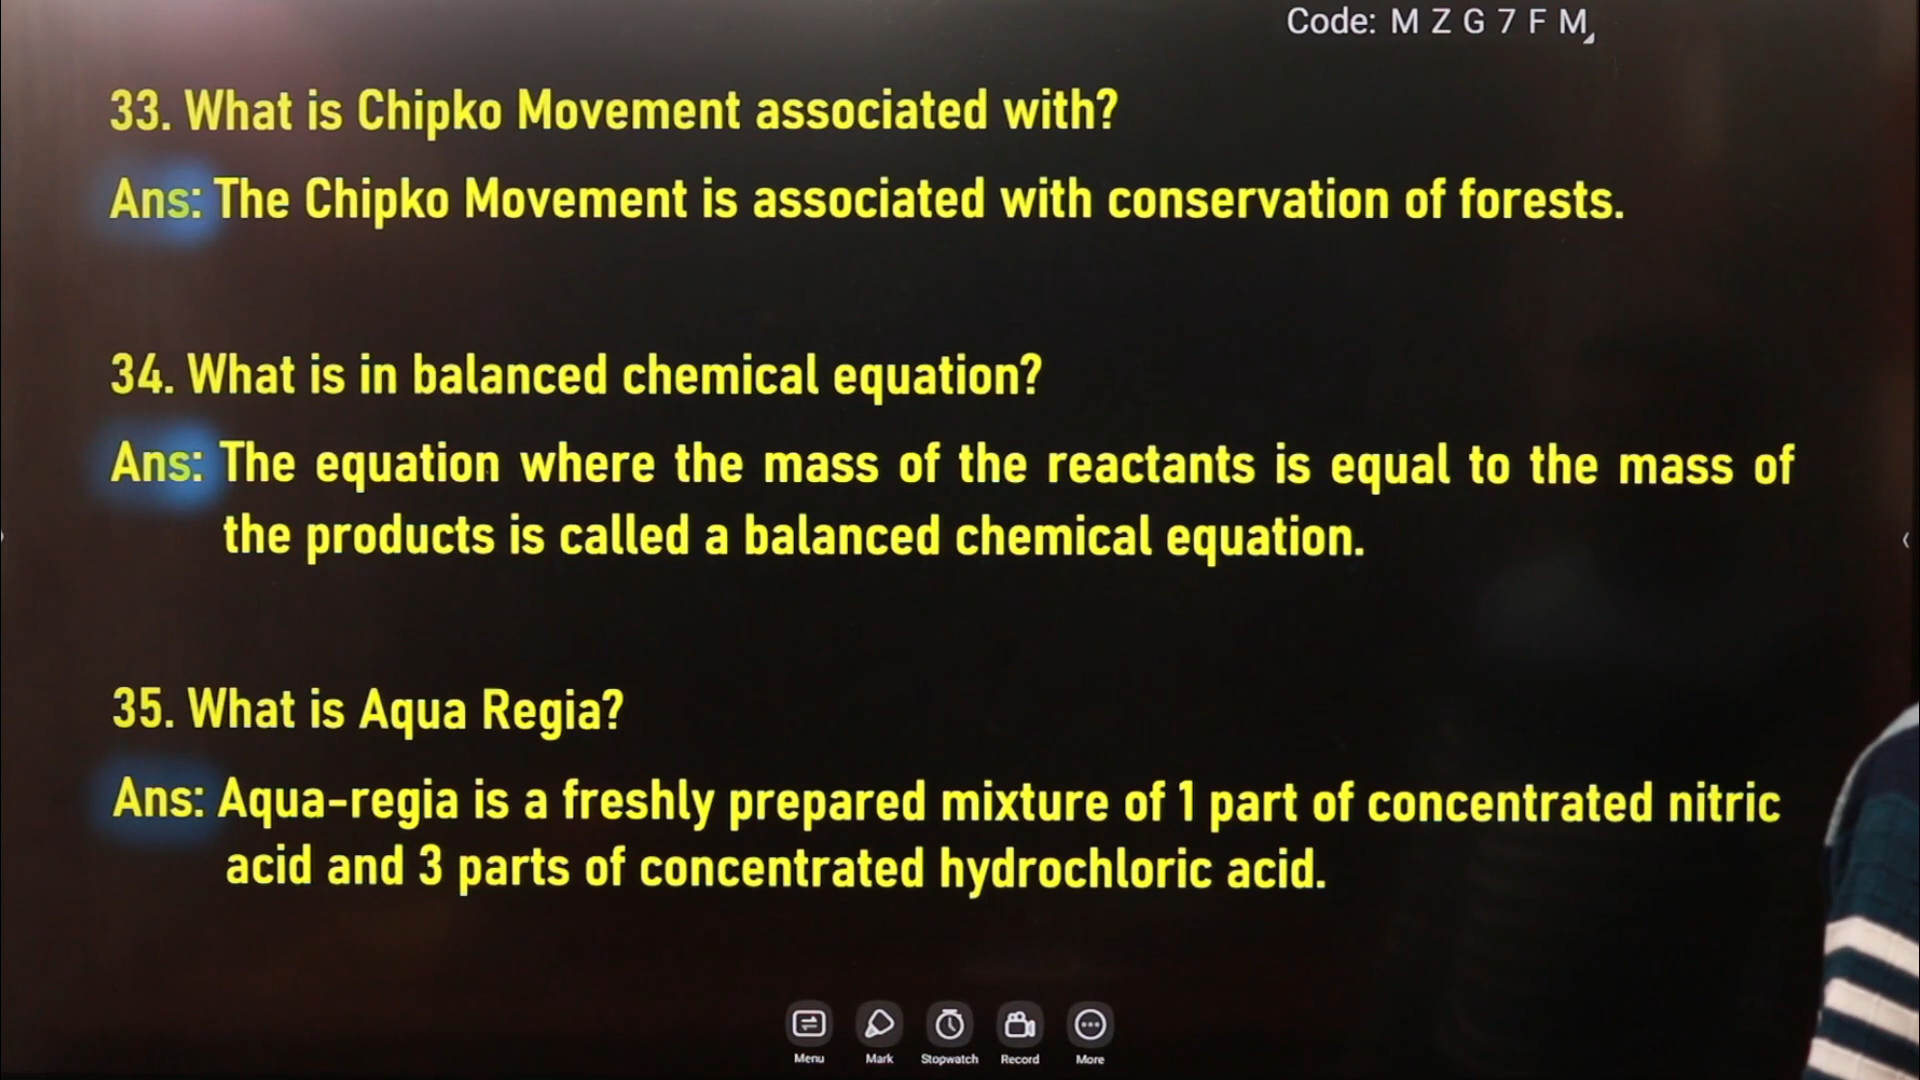 Code: M Z G 7 F M
33. What is Chipko Movement associated with?
Ans: The Chipko Movement is associated with conservation of forests.
34. What is in balanced chemical equation?
Ans: The equation where the mass of the reactants is equal to the mass of
the products is called a balanced chemical equation.
35. What is Aqua Regia?
Ans: Aqua-regia is a freshly prepared mixture of 1 part of concentrated nitric
acid and 3 parts of concentrated hydrochloric acid.
Menu Mark Stopwatch Record More